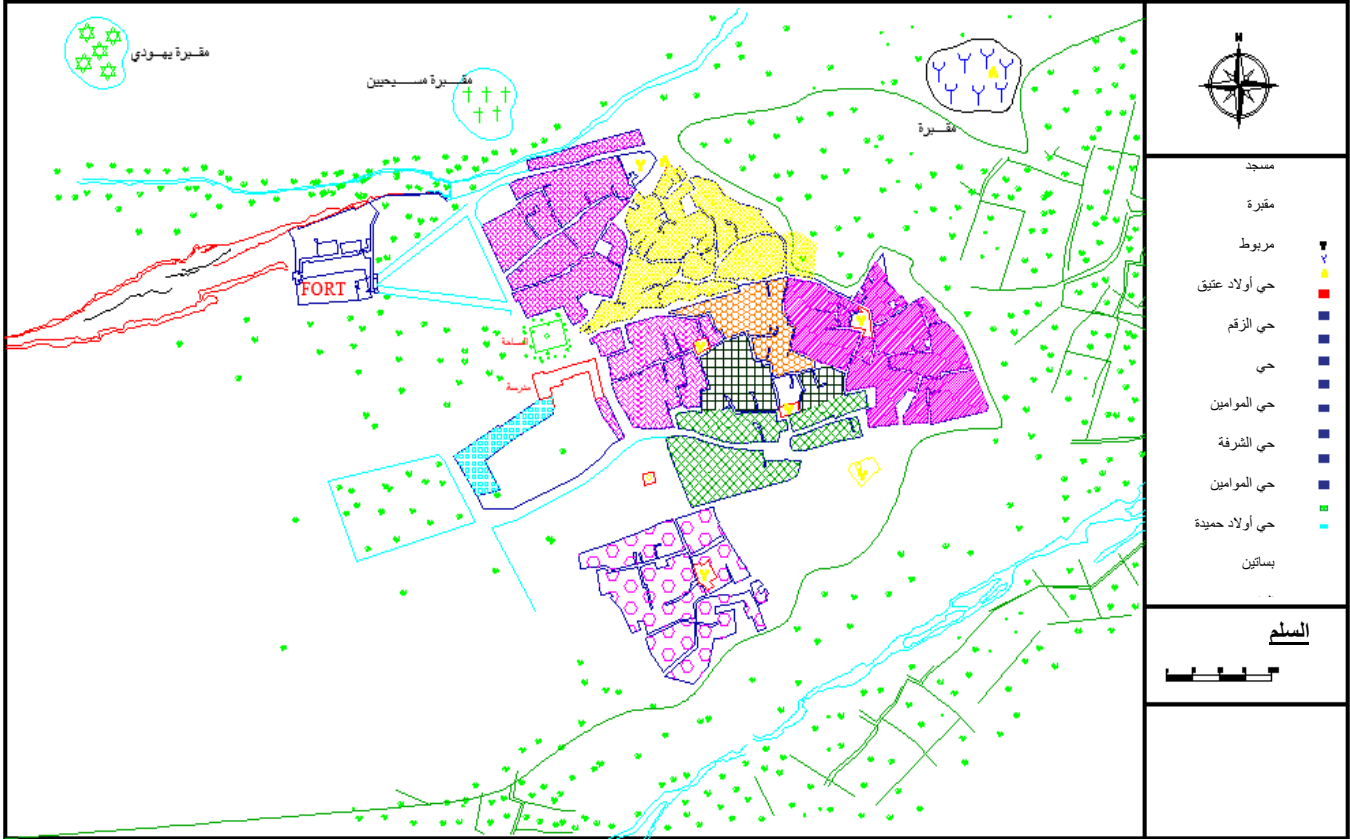 مقبرة يهودي
مقبرة مسيحيين
مقبرة
FORT
الساحة
مدرسة
N
مسجد
مقبرة
مربوط
حي أولاد عتيق
حي الزقم
حي
حي الموامين
حي الشرفة
حي الموامين
حي أولاد حميدة
بساتين
السلم